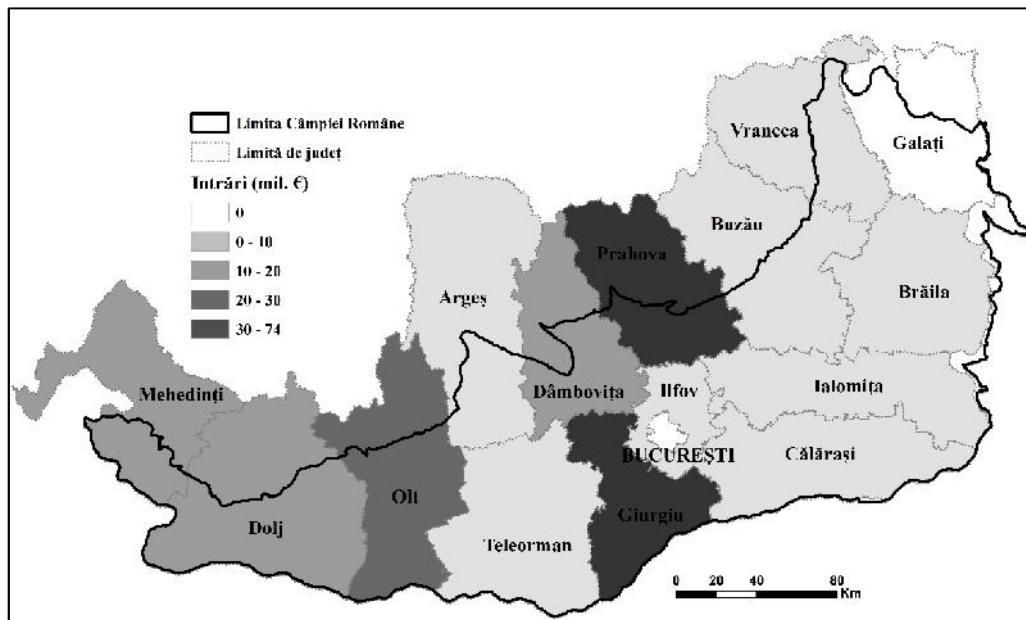 Limita Câmpiei Române
Limită de județ
Intrări (mil. €)
0
0 - 10
10 - 20
20 - 30
30 - 74
Vrancea
Galați
Buzău
Prahova
Brăila
Argeș
Mehedinți
Dâmbovița
Ilfov
Ialomița
BUCUREȘTI
Călărași
Olt
Giurgiu
Dolj
Teleorman
0 20 40 80
Km